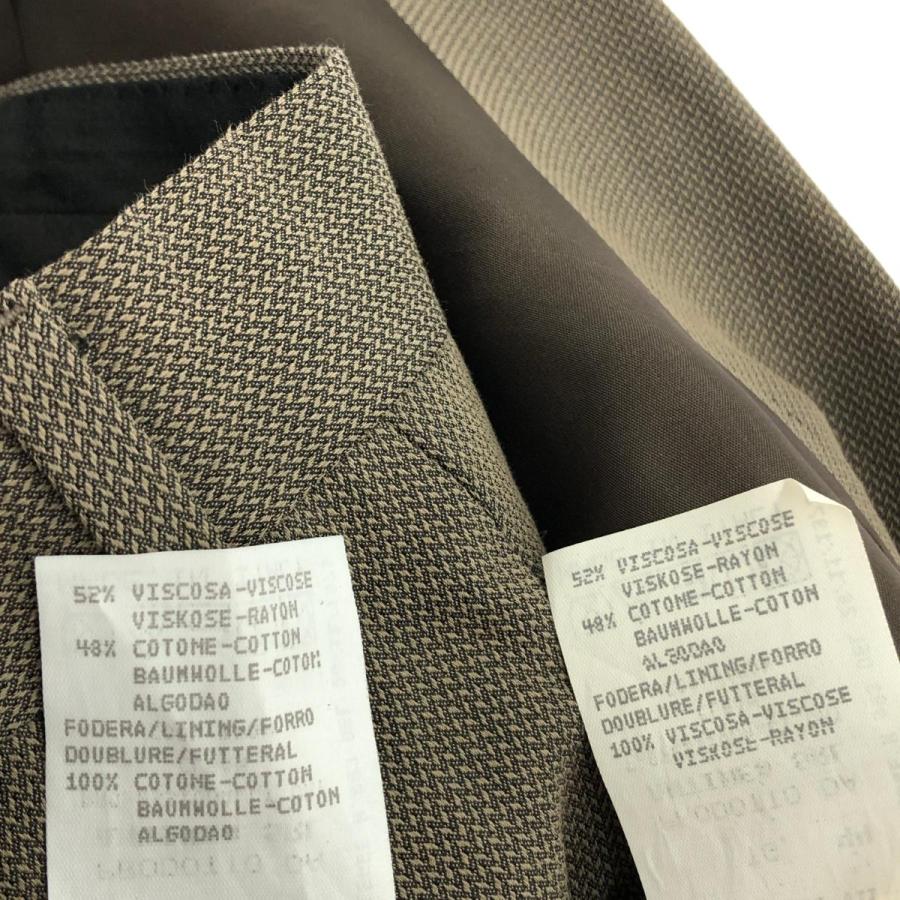 52% VISCOSA-VISCOSE
VISKOSE-RAYON
48% COTONE-COTTON
BAUMWOLLE-COTON
ALGODAO
FODERA/LINING/FORRO
DOUBLURE/FUTTERAL
100% COTONE-COTTON
BAUMWOLLE-COTON
ALGODAO
52% VISCOSA-VISCOSE
VISKOSE-RAYON
48% COTONE-COTTON
BAUMWOLLE-COTON
ALGODAO
FODERA/LINING/FORRO
DOUBLURE/FUTTERAL
100% VISCOSA-VISCOSE
VISKOSE-RAYON